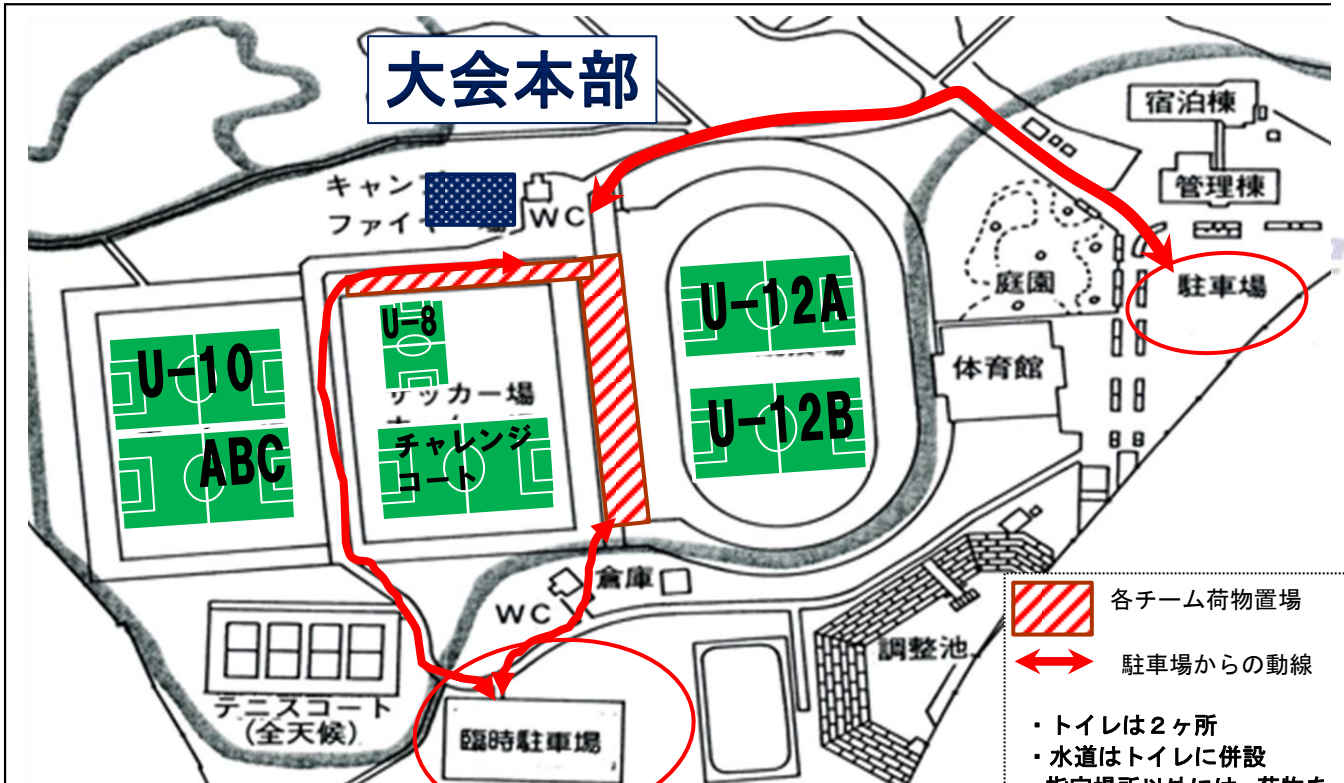 大会本部
宿泊棟
管理棟
キャン
ファイ
WC
駐車場
庭園
U-12A
U-8
U-10
体育館
サッカー場
U-12B
チャレンジ
コート
ABC
倉庫
WC
調整池
テニスコート
(全天候)
臨時駐車場
各チーム荷物置場
駐車場からの動線
・トイレは2ヶ所
・水道はトイレに併設